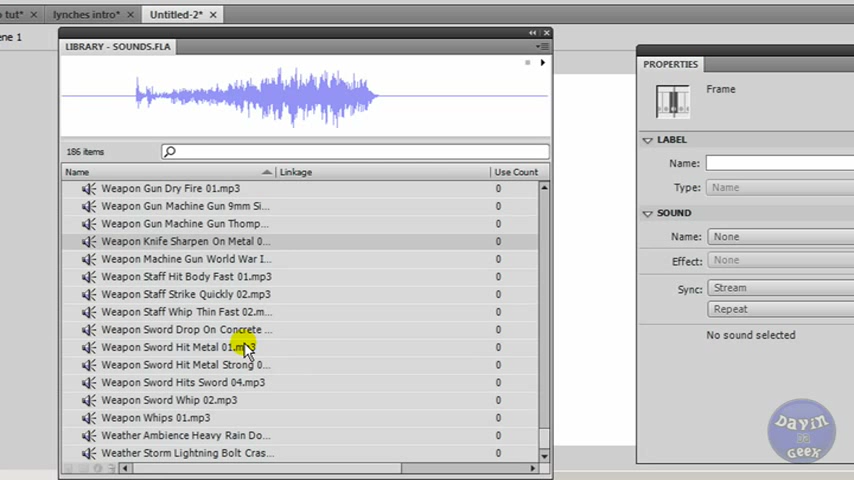 o tut* × lynches intro* × Untitled-2* ×
ne 1
LIBRARY - SOUNDS.FLA
186 items
Name Linkage Use Count
Weapon Gun Dry Fire 01.mp3 0
Weapon Gun Machine Gun 9mm Si... 0
Weapon Gun Machine Gun Thomp... 0
Weapon Knife Sharpen On Metal 0... 0
Weapon Machine Gun World War I... 0
Weapon Staff Hit Body Fast 01.mp3 0
Weapon Staff Strike Quickly 02.mp3 0
Weapon Staff Whip Thin Fast 02.m... 0
Weapon Sword Drop On Concrete ... 0
Weapon Sword Hit Metal 01.mp3 0
Weapon Sword Hit Metal Strong 0... 0
Weapon Sword Hits Sword 04.mp3 0
Weapon Sword Whip 02.mp3 0
Weapon Whips 01.mp3 0
Weather Ambience Heavy Rain Do... 0
Weather Storm Lightning Bolt Cras... 0
PROPERTIES
Frame
LABEL
Name:
Type: Name
SOUND
Name: None
Effect: None
Sync: Stream
Repeat
No sound selected
Davin
da
Geek